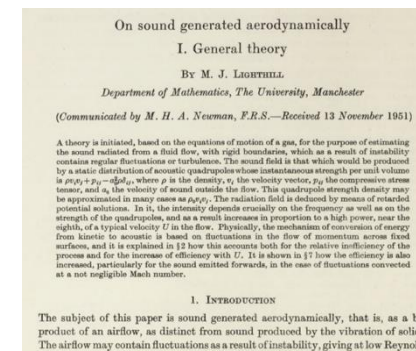 On sound generated aerodynamically
I. General theory
By M. J. Lighthill
Department of Mathematics, The University, Manchester
(Communicated by M. H. A. Newman, F.R.S.—Received 13 November 1951)
A theory is initiated, based on the equations of motion of a gas, for the purpose of estimating
the sound radiated from a fluid flow, with rigid boundaries, which as a result of instability
contains regular fluctuations or turbulence. The sound field is that which would be produced
by a static distribution of acoustic quadrupoles whose instantaneous strength per unit volume
is ρvᵢvⱼ + pᵢⱼ − a₀²ρδᵢⱼ, where ρ is the density, vᵢ the velocity vector, pᵢⱼ the compressive stress
tensor, and a₀ the velocity of sound outside the flow. This quadrupole strength density may
be approximated in many cases as ρ₀vᵢvⱼ. The radiation field is deduced by means of retarded
potential solutions. In it, the intensity depends crucially on the frequency as well as on the
strength of the quadrupoles, and as a result increases in proportion to a high power, near the
eighth, of a typical velocity U in the flow. Physically, the mechanism of conversion of energy
from kinetic to acoustic is based on fluctuations in the flow of momentum across fixed
surfaces, and it is explained in § 2 how this accounts both for the relative inefficiency of the
process and for the increase of efficiency with U. It is shown in § 7 how the efficiency is also
increased, particularly for the sound emitted forwards, in the case of fluctuations convected
at a not negligible Mach number.
1. Introduction
The subject of this paper is sound generated aerodynamically, that is, as a b
product of an airflow, as distinct from sound produced by the vibration of solid
The airflow may contain fluctuations as a result of instability, giving at low Reyno